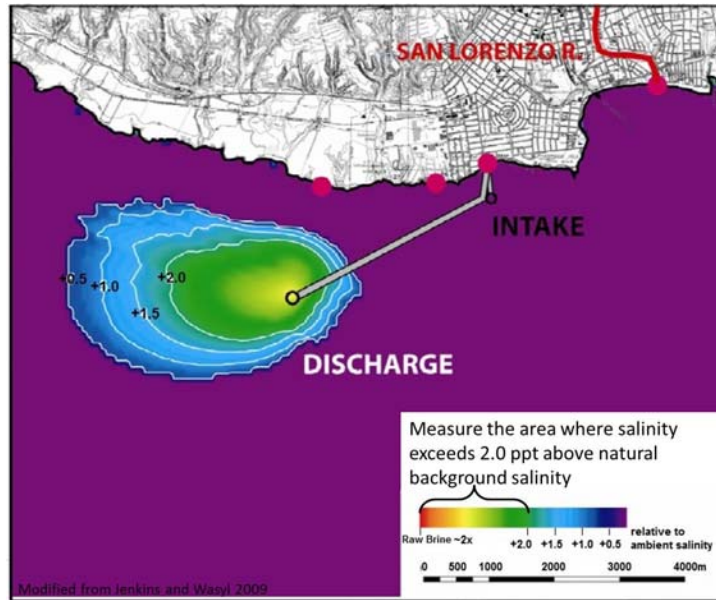 SAN LORENZO R.
INTAKE
+0.5
+1.0
+2.0
+1.5
DISCHARGE
Measure the area where salinity
exceeds 2.0 ppt above natural
background salinity
Raw Brine ~2x
+2.0
+1.5
+1.0
+0.5
relative to
ambient salinity
0 500 1000 2000 3000 4000m
Modified from Jenkins and Wasyl 2009